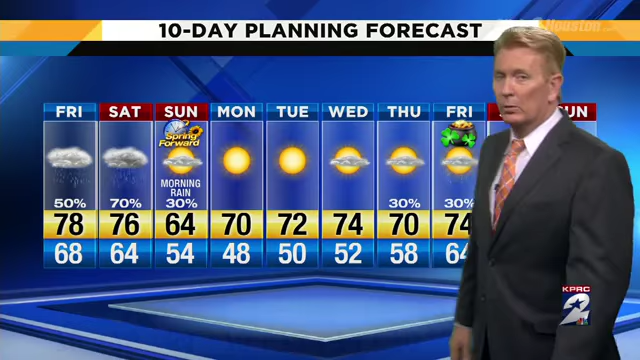 Houston
10-DAY PLANNING FORECAST
FRI SAT SUN MON TUE WED THU FRI SUN
Spring
Forward
MORNING
RAIN
50% 70% 30% 30% 30%
78 76 64 70 72 74 70 74
68 64 54 48 50 52 58 64
KPRC
2